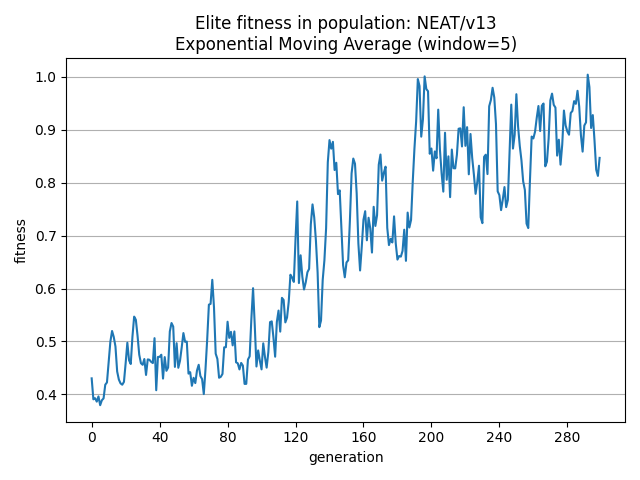 Elite fitness in population: NEAT/v13
Exponential Moving Average (window=5)
fitness
1.0
0.9
0.8
0.7
0.6
0.5
0.4
0 40 80 120 160 200 240 280
generation